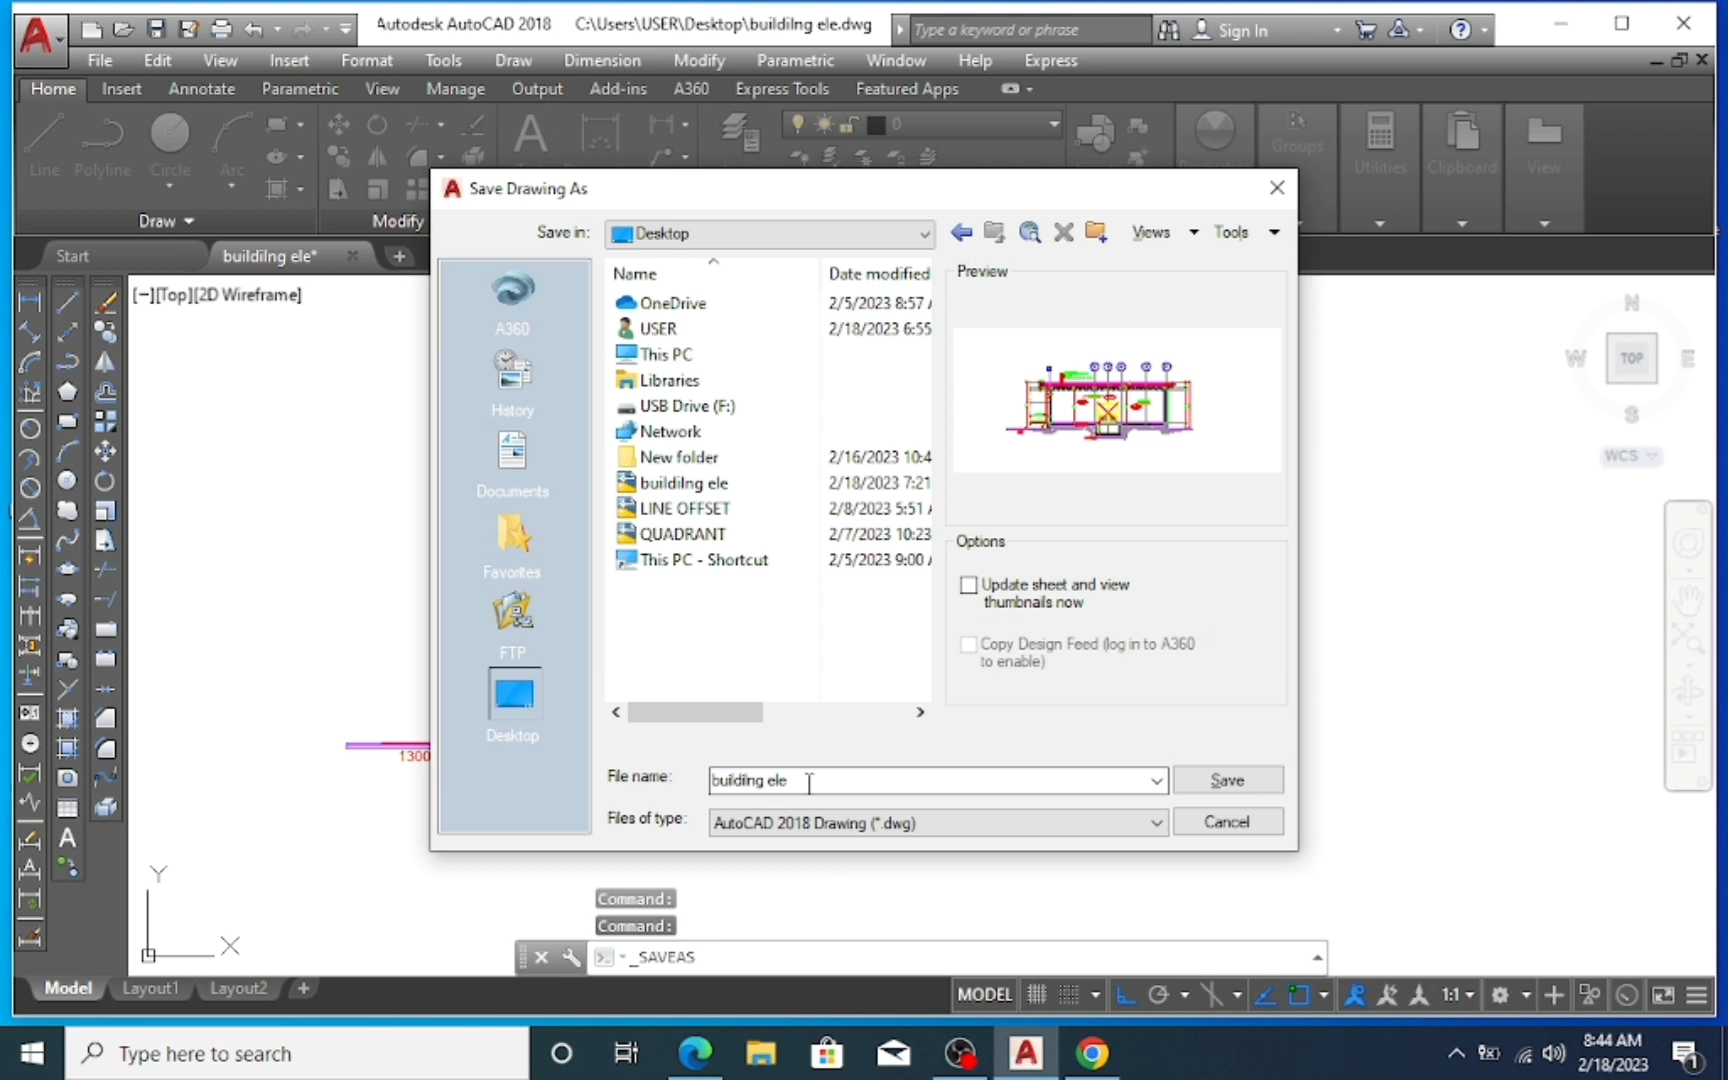 Autodesk AutoCAD 2018 C:\Users\USER\Desktop\buildilng ele.dwg
Type a keyword or phrase
Sign In
File Edit View Insert Format Tools Draw Dimension Modify Parametric Window Help Express
Home Insert Annotate Parametric View Manage Output Add-ins A360 Express Tools Featured Apps
0
Line Polyline Circle Arc
Groups Utilities Clipboard View
Draw Modify
Start buildilng ele*
[−][Top][2D Wireframe]
Save Drawing As
Save in: Desktop
Views Tools
Name Date modified
OneDrive 2/5/2023 8:57
USER 2/18/2023 6:55
This PC
Libraries
USB Drive (F:)
Network
New folder 2/16/2023 10:4
buildilng ele 2/18/2023 7:21
LINE OFFSET 2/8/2023 5:51
QUADRANT 2/7/2023 10:23
This PC - Shortcut 2/5/2023 9:00
A360
History
Documents
Favorites
FTP
Desktop
Preview
Options
Update sheet and view
thumbnails now
Copy Design Feed (log in to A360
to enable)
File name: buildilng ele Save
Files of type: AutoCAD 2018 Drawing (*.dwg) Cancel
N
W TOP E
S
WCS
1300
Y
X
Command:
Command:
_SAVEAS
Model Layout1 Layout2
MODEL 1:1
Type here to search
8:44 AM
2/18/2023
1